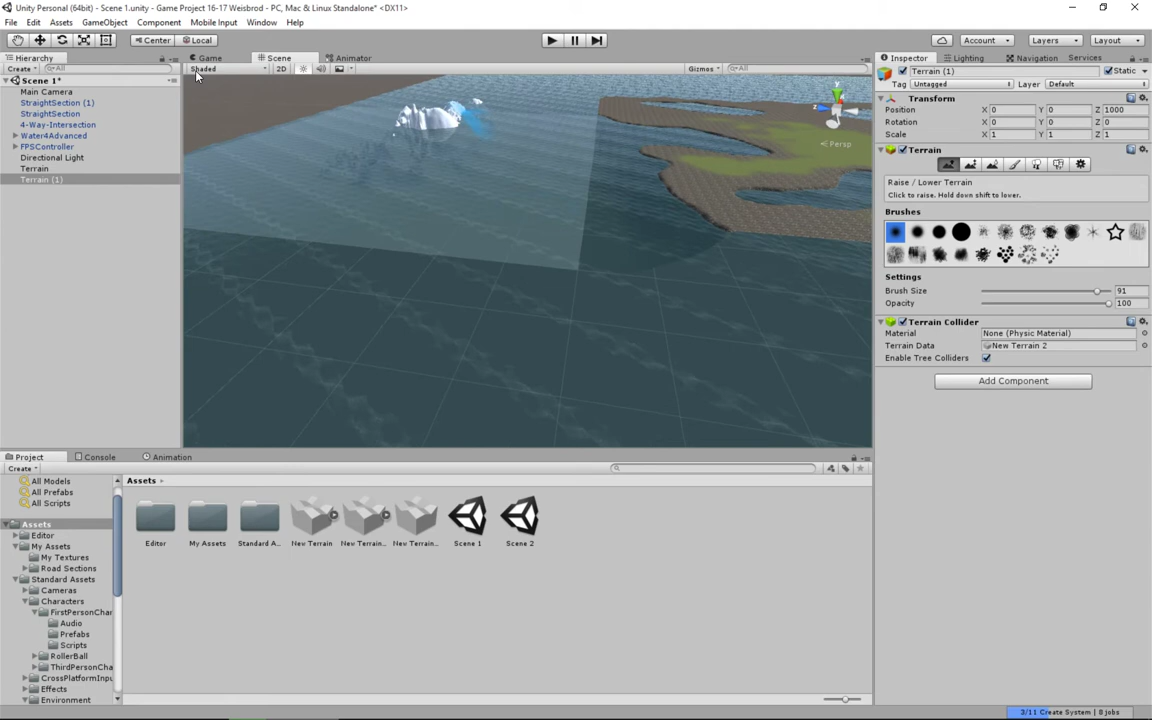 Unity Personal (64bit) - Scene 1.unity - Game Project 16-17 Weisbrod - PC, Mac & Linux Standalone* <DX11>
File Edit Assets GameObject Component Mobile Input Window Help
Center Local Account Layers Layout
Hierarchy Game Scene Animator Inspector Lighting Navigation Services
Create All Shaded 2D Gizmos All Terrain (1) Static
Scene 1*
Tag Untagged Layer Default
Main Camera
Transform
StraightSection (1)
Position X 0 Y 0 Z 1000
StraightSection
Rotation X 0 Y 0 Z 0
4-Way-Intersection
Scale X 1 Y 1 Z 1
Water4Advanced
y
z
Persp
FPSController
Terrain
Directional Light
Terrain
Terrain (1)
Raise / Lower Terrain
Click to raise. Hold down shift to lower.
Brushes
Settings
Brush Size 91
Opacity 100
Terrain Collider
Material None (Physic Material)
Terrain Data New Terrain 2
Enable Tree Colliders
Add Component
Project Console Animation
Create
All Models Assets
All Prefabs
All Scripts
Assets
Editor
My Assets
My Textures
Road Sections
Standard Assets
Cameras
Characters
FirstPersonChar
Audio
Prefabs
Scripts
RollerBall
ThirdPersonCha
CrossPlatformInpu
Effects
Environment
Editor My Assets Standard A... New Terrain New Terrain... New Terrain... Scene 1 Scene 2
3/11 Create System | 8 jobs